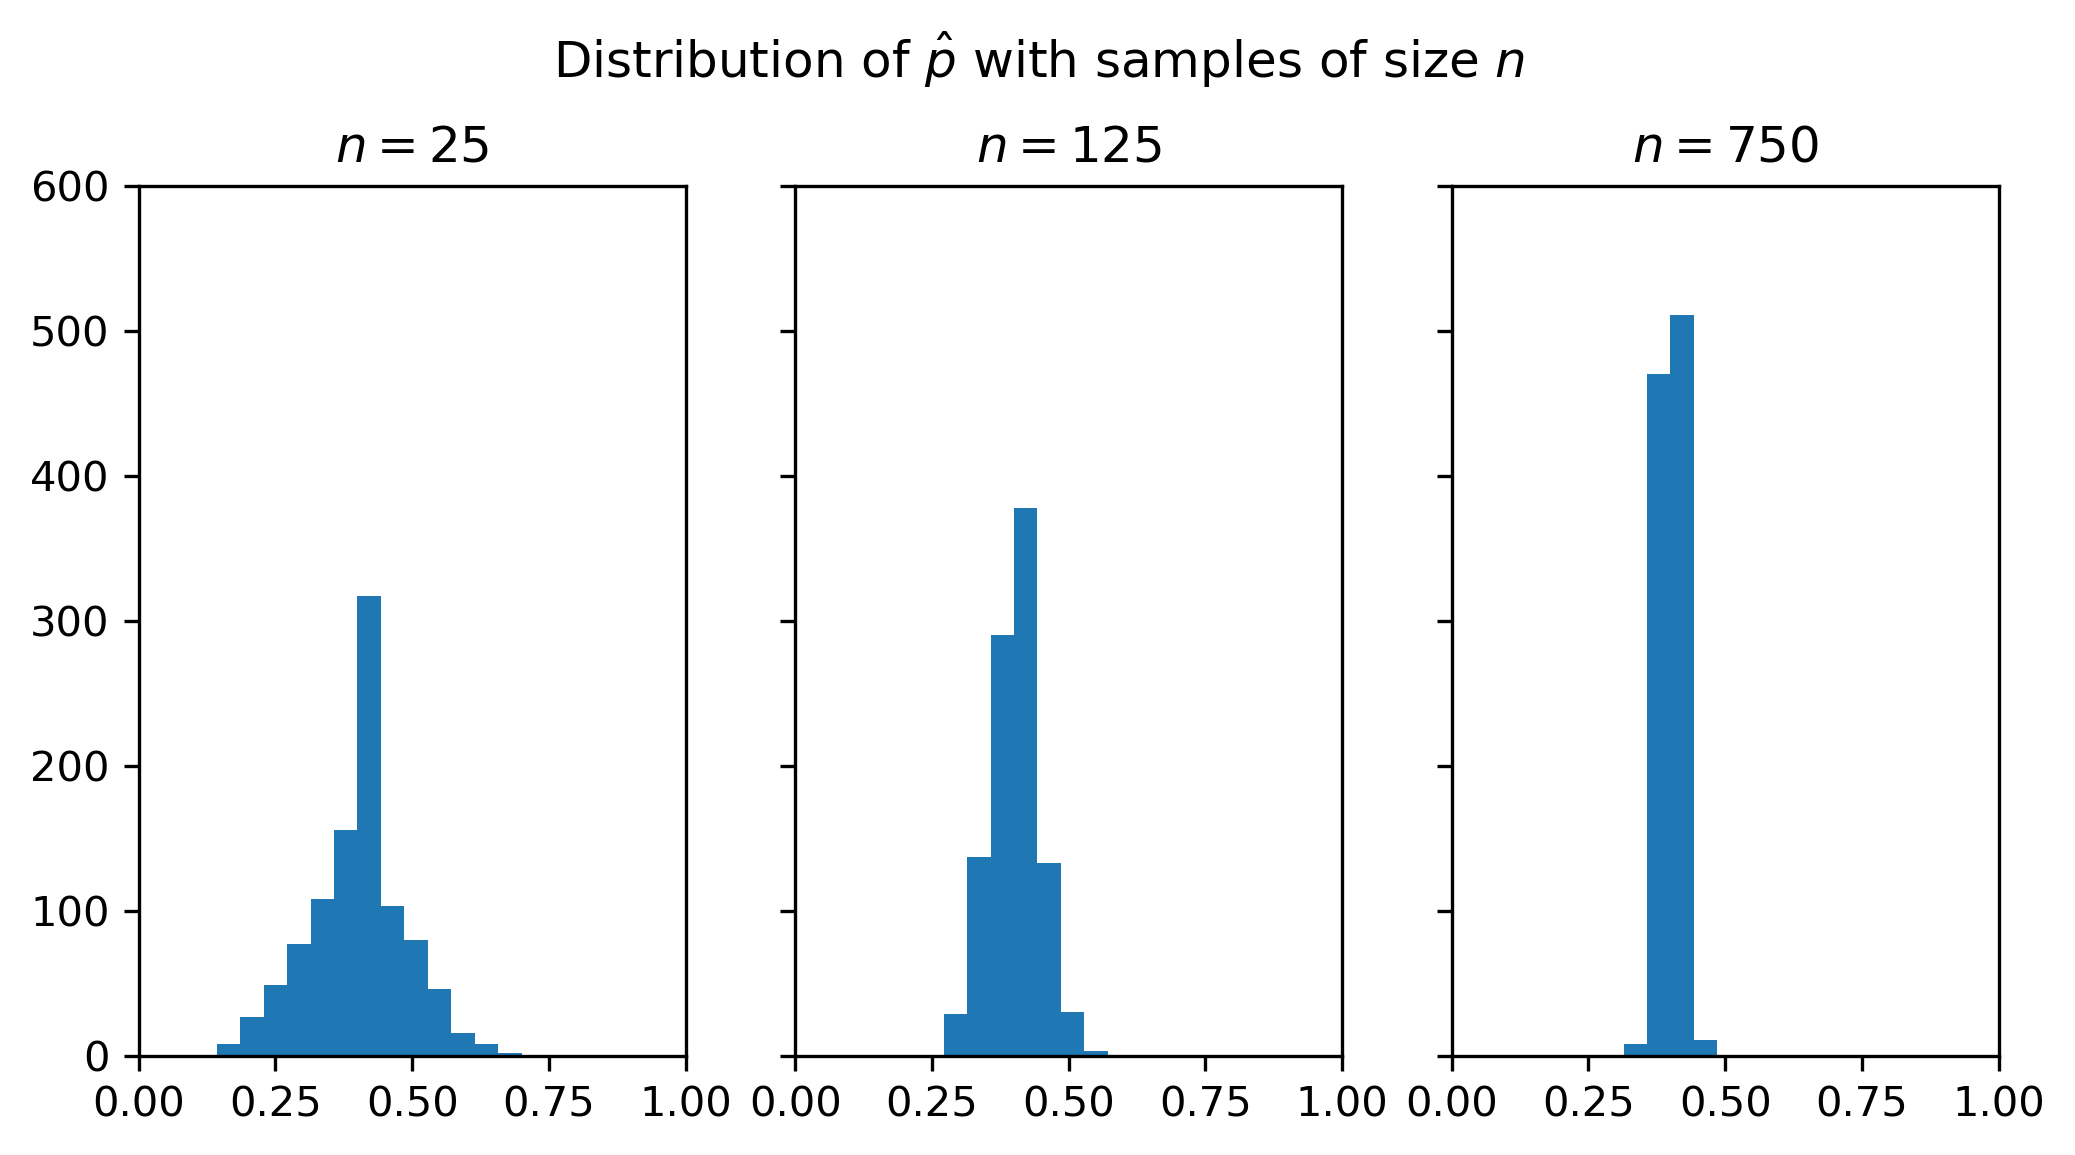 Distribution of p̂ with samples of size n
n = 25
n = 125
n = 750
600
500
400
300
200
100
0
0.00 0.25 0.50 0.75 1.00
0.00 0.25 0.50 0.75 1.00
0.00 0.25 0.50 0.75 1.00